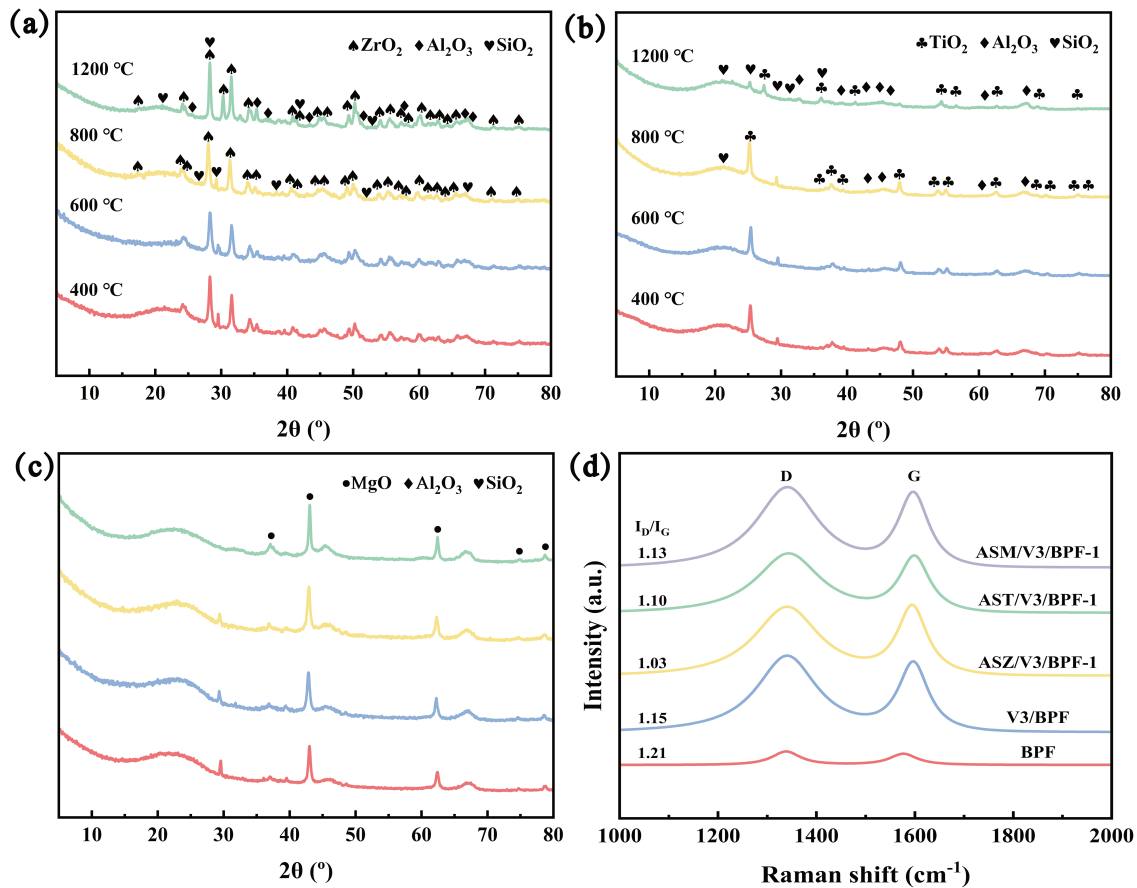 (a)
♠ZrO₂ ♦Al₂O₃ ♥SiO₂
1200 ℃
800 ℃
600 ℃
400 ℃
10 20 30 40 50 60 70 80
2θ (º)
(b)
♣TiO₂ ♦Al₂O₃ ♥SiO₂
1200 ℃
800 ℃
600 ℃
400 ℃
10 20 30 40 50 60 70 80
2θ (º)
(c)
●MgO ♦Al₂O₃ ♥SiO₂
10 20 30 40 50 60 70 80
2θ (º)
(d)
D G
I_D/I_G
1.13 ASM/V3/BPF-1
1.10 AST/V3/BPF-1
1.03 ASZ/V3/BPF-1
1.15 V3/BPF
1.21 BPF
Intensity (a.u.)
1000 1200 1400 1600 1800 2000
Raman shift (cm⁻¹)